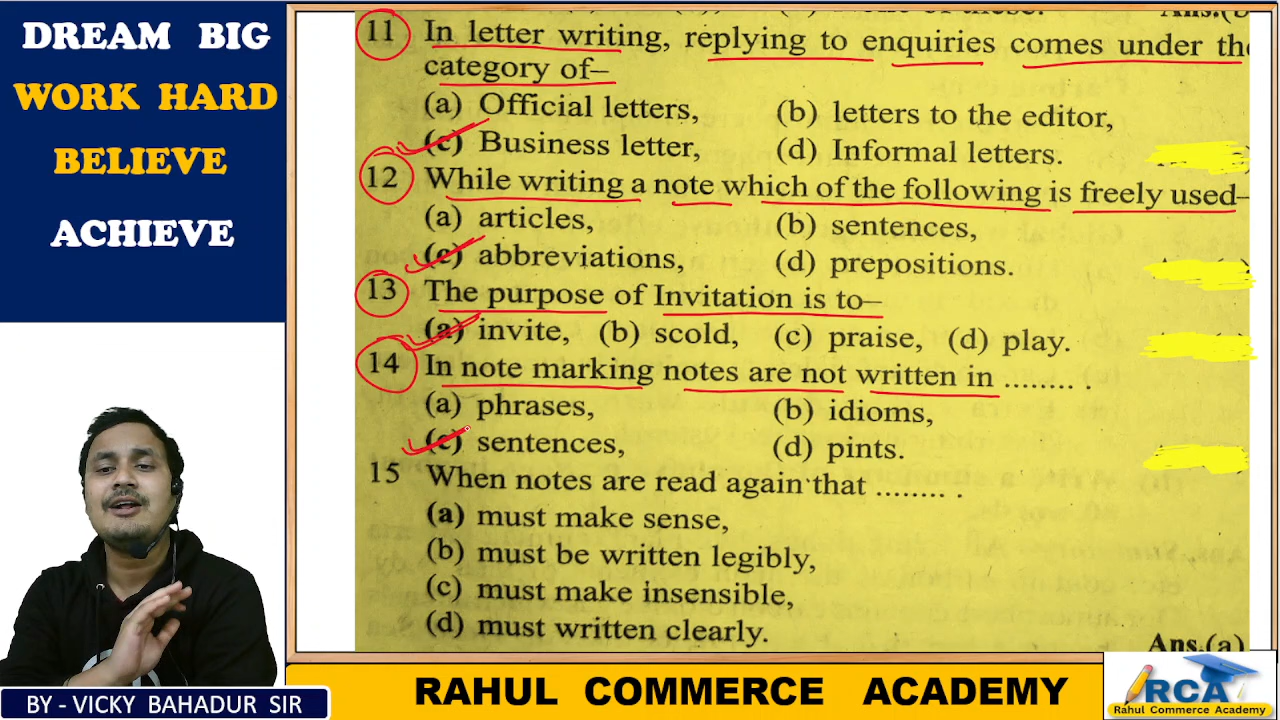 DREAM BIG
WORK HARD
BELIEVE
ACHIEVE
11 In letter writing, replying to enquiries comes under the
category of–
(a) Official letters, (b) letters to the editor,
(c) Business letter, (d) Informal letters.
12 While writing a note which of the following is freely used–
(a) articles, (b) sentences,
(c) abbreviations, (d) prepositions.
13 The purpose of Invitation is to–
(a) invite, (b) scold, (c) praise, (d) play.
14 In note marking notes are not written in ........ .
(a) phrases, (b) idioms,
(c) sentences, (d) pints.
15 When notes are read again that ........ .
(a) must make sense,
(b) must be written legibly,
(c) must make insensible,
(d) must written clearly.
Ans.(a)
BY - VICKY BAHADUR SIR
RAHUL COMMERCE ACADEMY
RCA
Rahul Commerce Academy